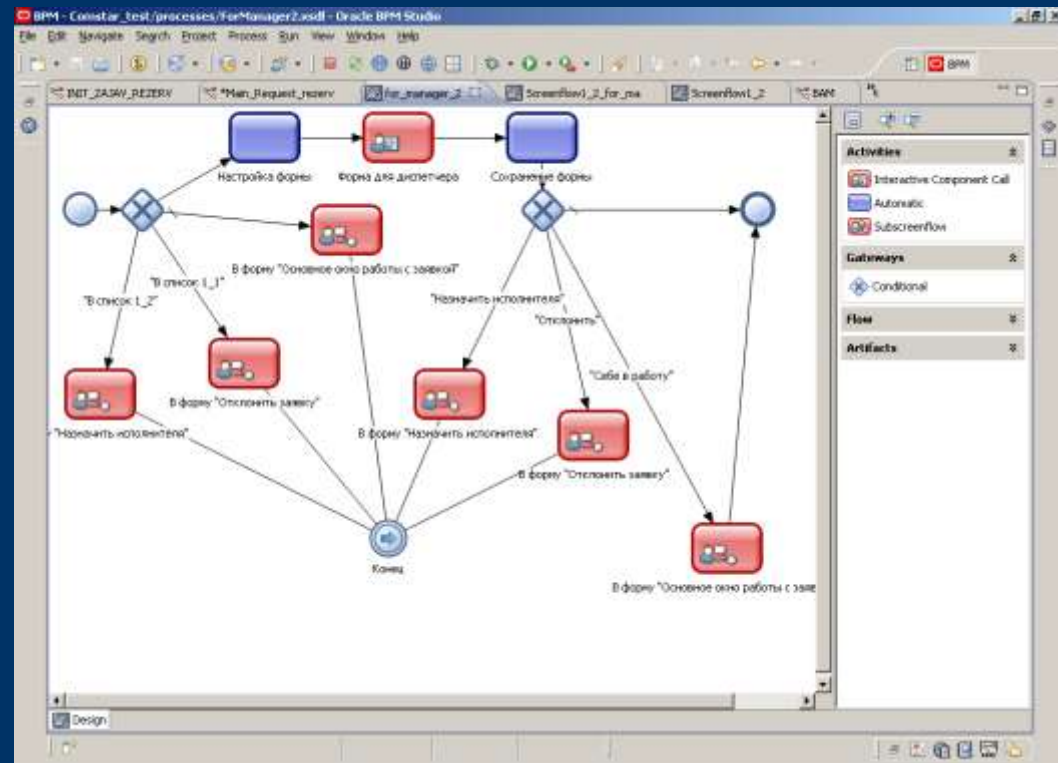 BPM - Comstar_test/processes/ForManager2.xsdl - Oracle BPM Studio
File Edit Navigate Search Project Process Run View Window Help
BPM
INIT_ZAJAV_REZERV *Main_Request_rezerv for_manager_2 Screenflow1_2_for_ma Screenflow1_2 BAM
Настройка формы Форма для диспетчера Сохранение формы
В форму "Основное окно работы с заявкой"
"В список 1_1"
"В список 1_2"
"Назначить исполнителя"
"Отклонить"
"Себе в работу"
В форму "Отклонить заявку"
"Назначить исполнителя"
В форму "Назначить исполнителя"
В форму "Отклонить заявку"
Конец
В форму "Основное окно работы с заяв
Activities
Interactive Component Call
Automatic
Subscreenflow
Gateways
Conditional
Flow
Artifacts
Design